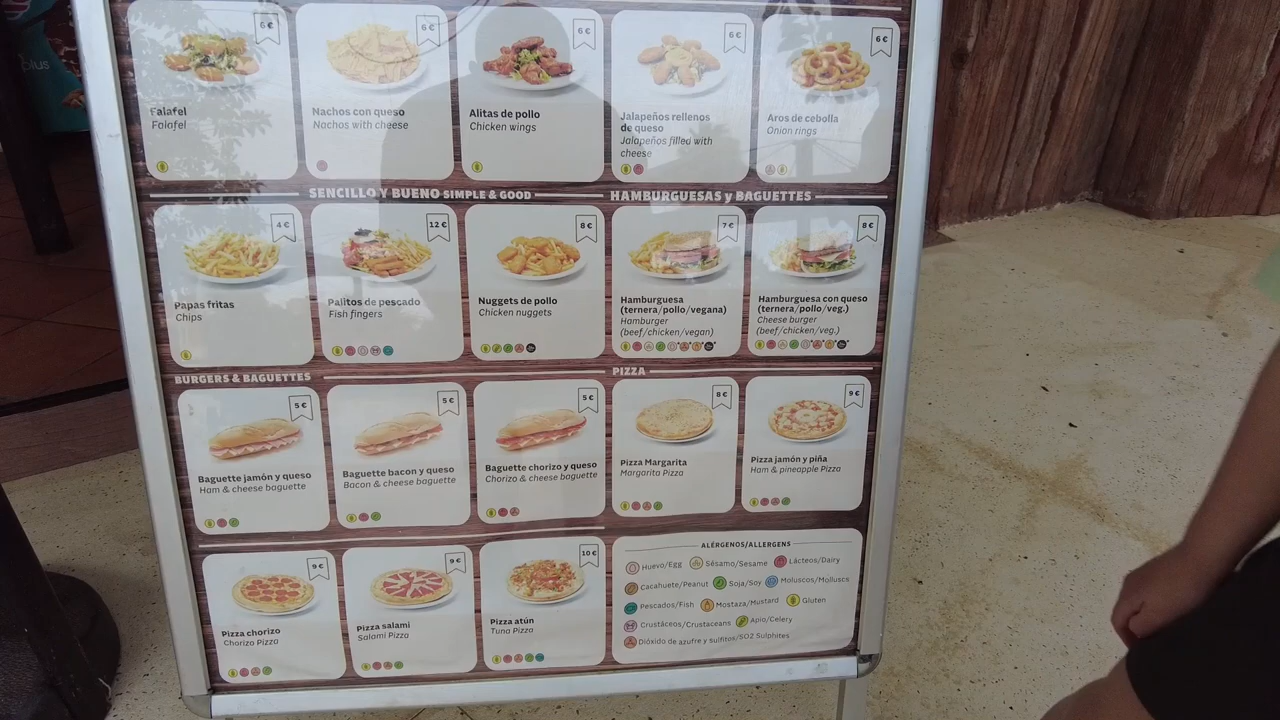 plus
6 €
Falafel
Falafel
6 €
Nachos con queso
Nachos with cheese
6 €
Alitas de pollo
Chicken wings
6 €
Jalapeños rellenos
de queso
Jalapeños filled with
cheese
6 €
Aros de cebolla
Onion rings
SENCILLO Y BUENO SIMPLE & GOOD
HAMBURGUESAS y BAGUETTES
4 €
Papas fritas
Chips
12 €
Palitos de pescado
Fish fingers
8 €
Nuggets de pollo
Chicken nuggets
7 €
Hamburguesa
(ternera/pollo/vegana)
Hamburger
(beef/chicken/vegan)
8 €
Hamburguesa con queso
(ternera/pollo/veg.)
Cheese burger
(beef/chicken/veg.)
BURGERS & BAGUETTES
PIZZA
5 €
Baguette jamón y queso
Ham & cheese baguette
5 €
Baguette bacon y queso
Bacon & cheese baguette
5 €
Baguette chorizo y queso
Chorizo & cheese baguette
8 €
Pizza Margarita
Margarita Pizza
9 €
Pizza jamón y piña
Ham & pineapple Pizza
9 €
Pizza chorizo
Chorizo Pizza
9 €
Pizza salami
Salami Pizza
10 €
Pizza atún
Tuna Pizza
ALÉRGENOS/ALLERGENS
Huevo/Egg Sésamo/Sesame Lácteos/Dairy
Cacahuete/Peanut Soja/Soy Moluscos/Molluscs
Pescados/Fish Mostaza/Mustard Gluten
Crustáceos/Crustaceans Apio/Celery
Dióxido de azufre y sulfitos/SO2 Sulphites